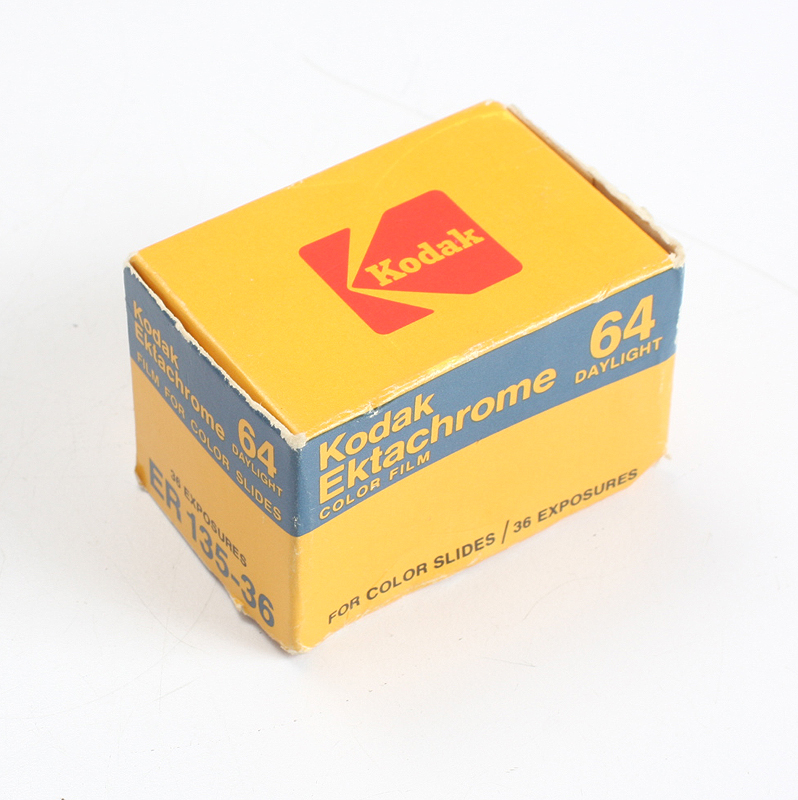 Kodak
Kodak
Ektachrome
COLOR FILM
64
DAYLIGHT
FOR COLOR SLIDES / 36 EXPOSURES
Kodak
Ektachrome
FILM FOR COLOR SLIDES
64
DAYLIGHT
36 EXPOSURES
ER 135-36